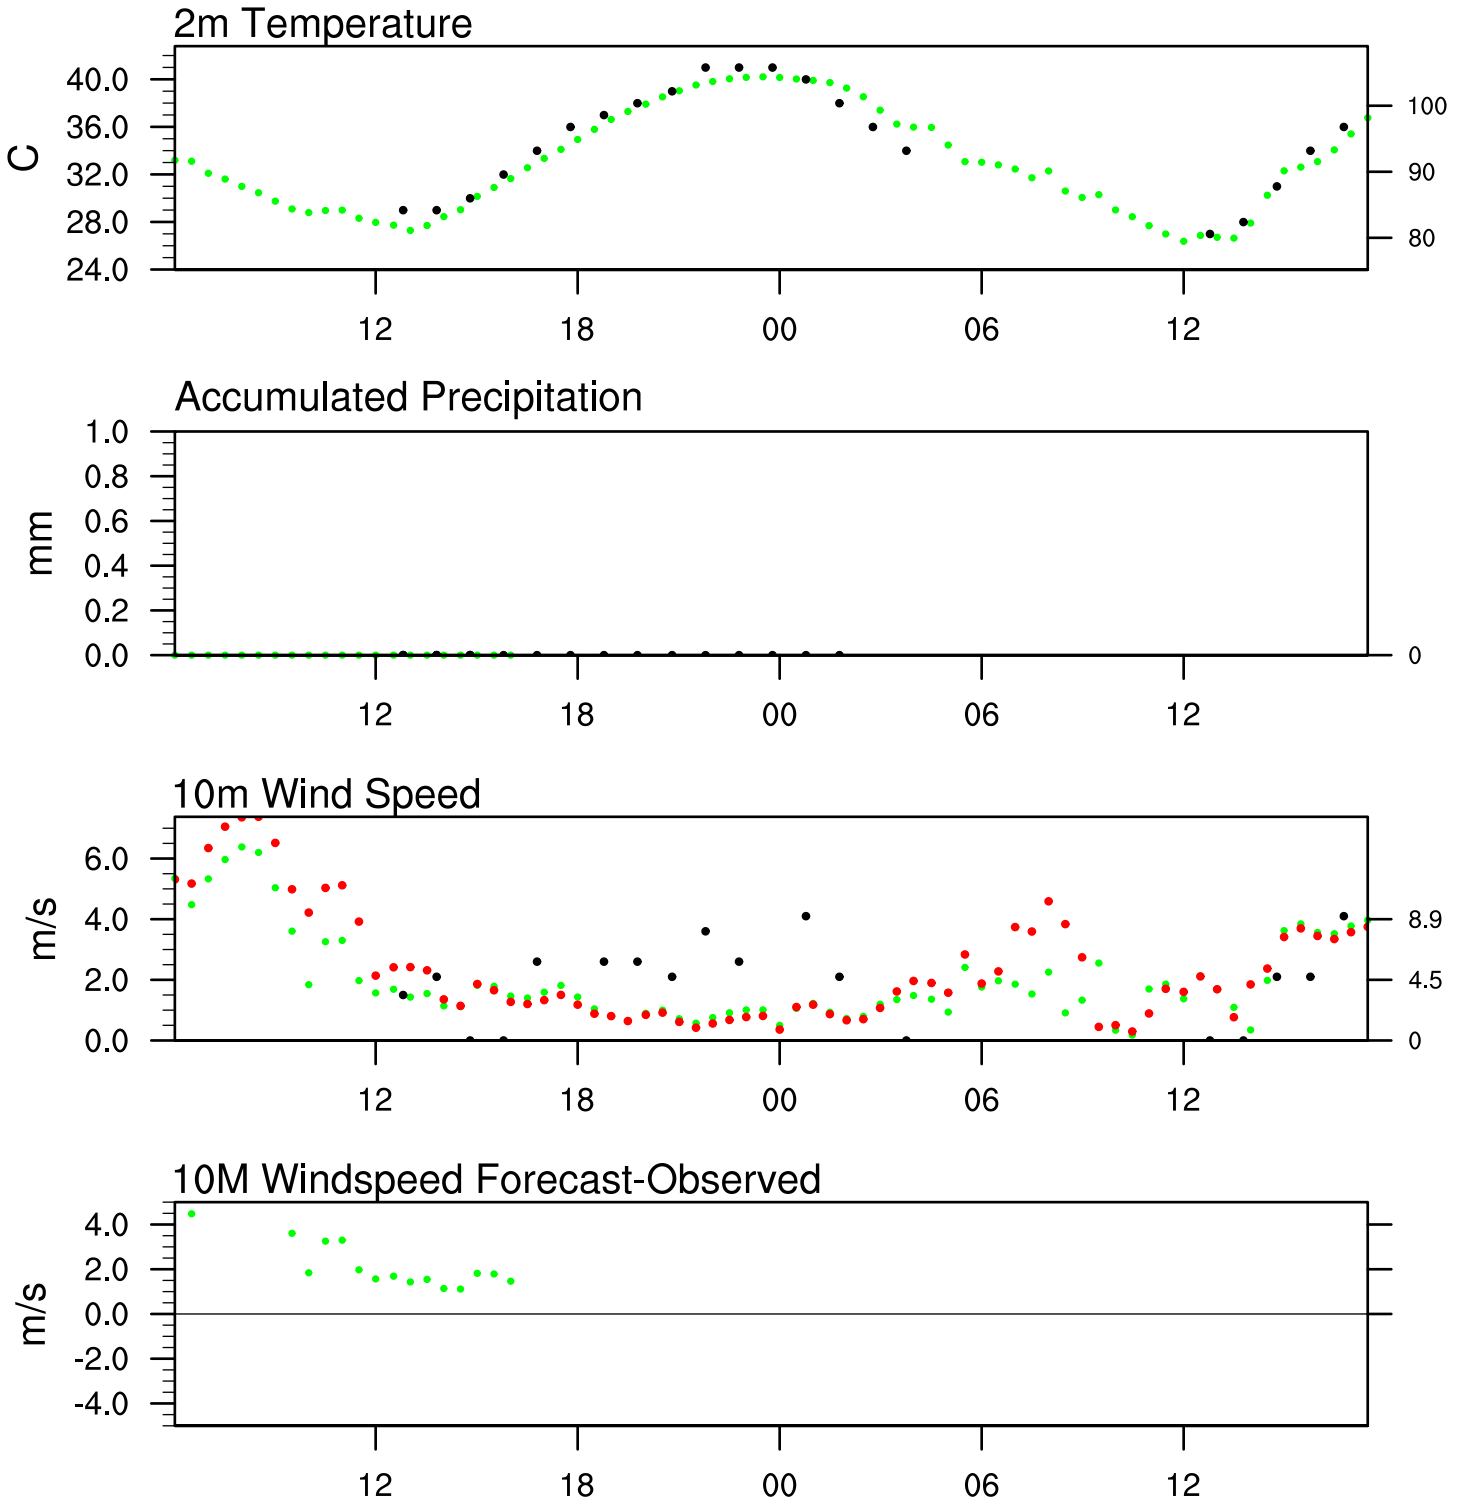 2m Temperature
40.0
36.0
32.0
28.0
24.0
C
100
90
80
12 18 00 06 12
Accumulated Precipitation
1.0
0.8
0.6
0.4
0.2
0.0
mm
0
12 18 00 06 12
10m Wind Speed
6.0
4.0
2.0
0.0
m/s
8.9
4.5
0
12 18 00 06 12
10M Windspeed Forecast-Observed
4.0
2.0
0.0
-2.0
-4.0
m/s
12 18 00 06 12